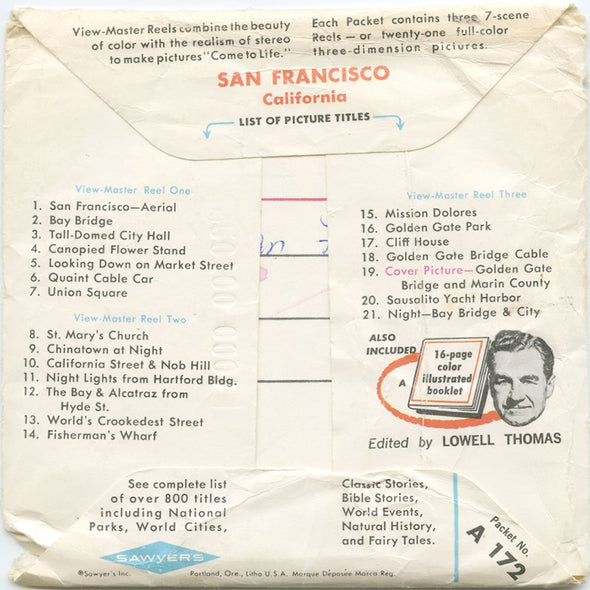 View-Master Reels combine the beauty
of color with the realism of stereo
to make pictures "Come to Life."
Each Packet contains three 7-scene
Reels — or twenty-one full-color
three-dimension pictures.
SAN FRANCISCO
California
LIST OF PICTURE TITLES
View-Master Reel One
1. San Francisco—Aerial
2. Bay Bridge
3. Tall-Domed City Hall
4. Canopied Flower Stand
5. Looking Down on Market Street
6. Quaint Cable Car
7. Union Square
View-Master Reel Two
8. St. Mary's Church
9. Chinatown at Night
10. California Street & Nob Hill
11. Night Lights from Hartford Bldg.
12. The Bay & Alcatraz from
Hyde St.
13. World's Crookedest Street
14. Fisherman's Wharf
View-Master Reel Three
15. Mission Dolores
16. Golden Gate Park
17. Cliff House
18. Golden Gate Bridge Cable
19. Cover Picture—Golden Gate
Bridge and Marin County
20. Sausalito Yacht Harbor
21. Night—Bay Bridge & City
ALSO
INCLUDED
A
16-page
color
illustrated
booklet
Edited by LOWELL THOMAS
See complete list
of over 800 titles
including National
Parks, World Cities,
Classic Stories,
Bible Stories,
World Events,
Natural History,
and Fairy Tales.
Packet No.
A 172
SAWYER'S
®Sawyer's Inc.
Portland, Ore., Litho U.S.A. Marque Déposée Marca Reg.